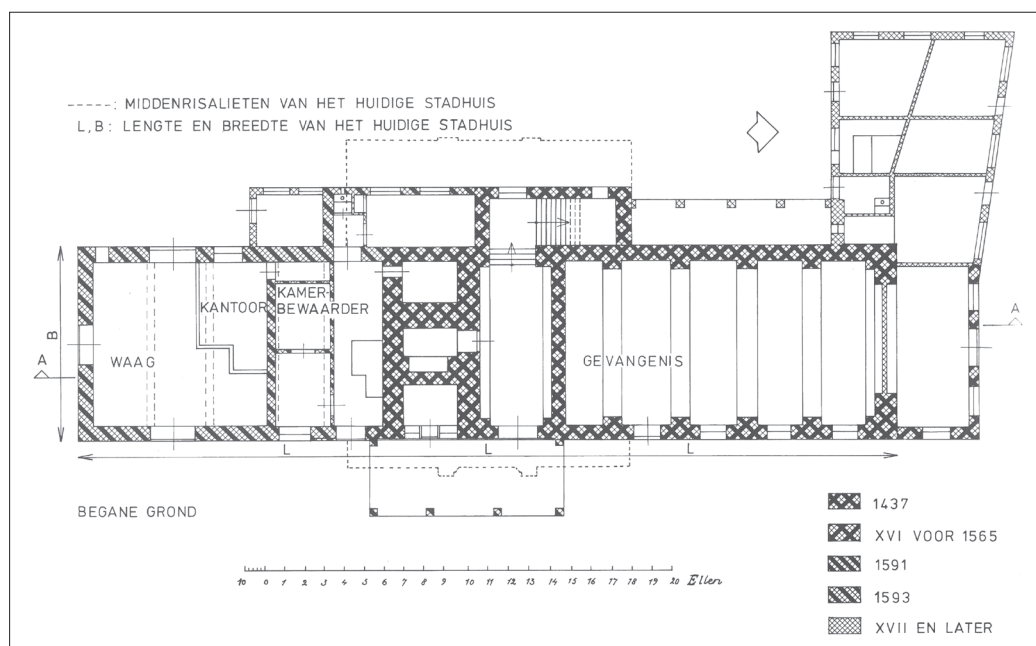 -----: MIDDENRISALIETEN VAN HET HUIDIGE STADHUIS
L, B: LENGTE EN BREEDTE VAN HET HUIDIGE STADHUIS
KANTOOR
KAMER-
BEWAARDER
WAAG
GEVANGENIS
B
A
A
L
L
L
BEGANE GROND
10 0 1 2 3 4 5 6 7 8 9 10 11 12 13 14 15 16 17 18 19 20 Ellen
1437
XVI VOOR 1565
1591
1593
XVII EN LATER